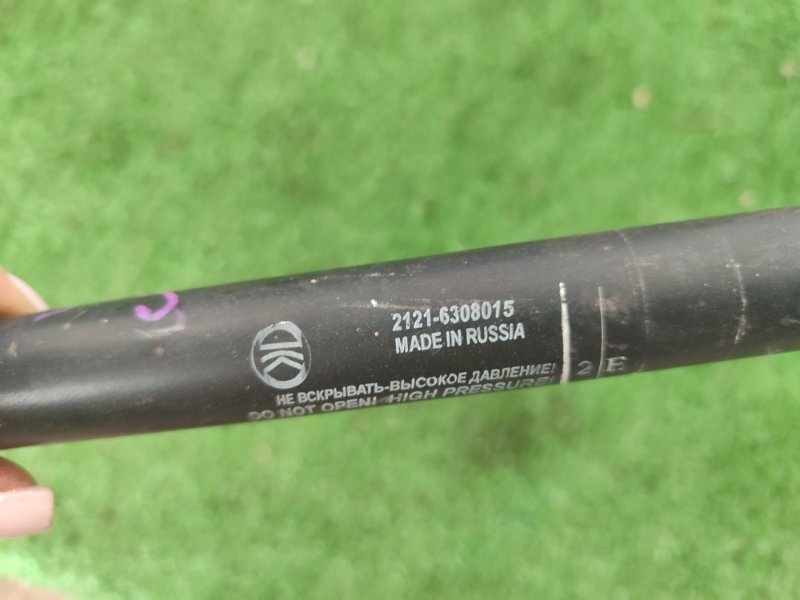 2121-6308015
MADE IN RUSSIA
НЕ ВСКРЫВАТЬ-ВЫСОКОЕ ДАВЛЕНИЕ!
DO NOT OPEN! HIGH PRESSURE!
2 E